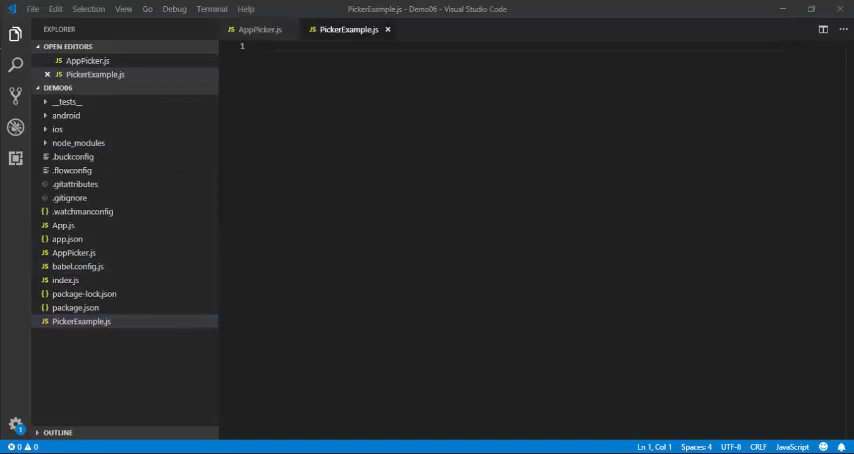 File Edit Selection View Go Debug Terminal Help PickerExample.js - Demo06 - Visual Studio Code
EXPLORER
JS AppPicker.js JS PickerExample.js
OPEN EDITORS
1
JS AppPicker.js
JS PickerExample.js
DEMO06
__tests__
android
ios
node_modules
.buckconfig
.flowconfig
.gitattributes
.gitignore
{} .watchmanconfig
JS App.js
{} app.json
JS AppPicker.js
JS babel.config.js
JS index.js
{} package-lock.json
{} package.json
JS PickerExample.js
1
OUTLINE
0 0 Ln 1, Col 1 Spaces: 4 UTF-8 CRLF JavaScript